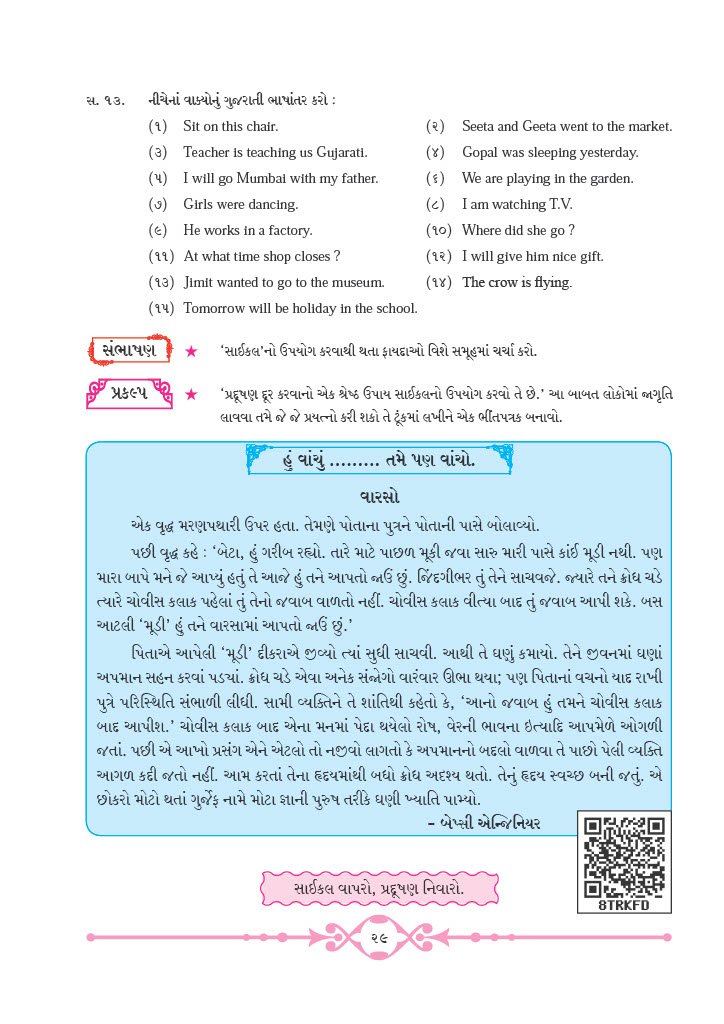 સ. ૧૩. નીચેનાં વાક્યોનું ગુજરાતી ભાષાંતર કરો :
(૧) Sit on this chair. (૨) Seeta and Geeta went to the market.
(૩) Teacher is teaching us Gujarati. (૪) Gopal was sleeping yesterday.
(૫) I will go Mumbai with my father. (૬) We are playing in the garden.
(૭) Girls were dancing. (૮) I am watching T.V.
(૯) He works in a factory. (૧૦) Where did she go ?
(૧૧) At what time shop closes ? (૧૨) I will give him nice gift.
(૧૩) Jimit wanted to go to the museum. (૧૪) The crow is flying.
(૧૫) Tomorrow will be holiday in the school.
સંભાષણ ★ ‘સાઈકલ’નો ઉપયોગ કરવાથી થતા ફાયદાઓ વિશે સમૂહમાં ચર્ચા કરો.
પ્રકલ્પ ★ ‘પ્રદૂષણ દૂર કરવાનો એક શ્રેષ્ઠ ઉપાય સાઈકલનો ઉપયોગ કરવો તે છે.’ આ બાબત લોકોમાં જાગૃતિ
લાવવા તમે જે જે પ્રયત્નો કરી શકો તે ટૂંકમાં લખીને એક ભીંતપત્રક બનાવો.
હું વાંચું ......... તમે પણ વાંચો.
વારસો
એક વૃદ્ધ મરણપથારી ઉપર હતા. તેમણે પોતાના પુત્રને પોતાની પાસે બોલાવ્યો.
પછી વૃદ્ધ કહે : ‘બેટા, હું ગરીબ રહ્યો. તારે માટે પાછળ મૂકી જવા સારુ મારી પાસે કાંઈ મૂડી નથી. પણ
મારા બાપે મને જે આપ્યું હતું તે આજે હું તને આપતો જાઉં છું. જિંદગીભર તું તેને સાચવજે. જ્યારે તને ક્રોધ ચડે
ત્યારે ચોવીસ કલાક પહેલાં તું તેનો જવાબ વાળતો નહીં. ચોવીસ કલાક વીત્યા બાદ તું જવાબ આપી શકે. બસ
આટલી ‘મૂડી’ હું તને વારસામાં આપતો જાઉં છું.’
પિતાએ આપેલી ‘મૂડી’ દીકરાએ જીવ્યો ત્યાં સુધી સાચવી. આથી તે ઘણું કમાયો. તેને જીવનમાં ઘણાં
અપમાન સહન કરવાં પડયાં. ક્રોધ ચડે એવા અનેક સંજોગો વારંવાર ઊભા થયા; પણ પિતાનાં વચનો યાદ રાખી
પુત્રે પરિસ્થિતિ સંભાળી લીધી. સામી વ્યક્તિને તે શાંતિથી કહેતો કે, ‘આનો જવાબ હું તમને ચોવીસ કલાક
બાદ આપીશ.’ ચોવીસ કલાક બાદ એના મનમાં પેદા થયેલો રોષ, વેરની ભાવના ઇત્યાદિ આપમેળે ઓગળી
જતાં. પછી એ આખો પ્રસંગ એને એટલો તો નજીવો લાગતો કે અપમાનનો બદલો વાળવા તે પાછો પેલી વ્યક્તિ
આગળ કદી જતો નહીં. આમ કરતાં તેના હૃદયમાંથી બધો ક્રોધ અદશ્ય થતો. તેનું હૃદય સ્વચ્છ બની જતું. એ
છોકરો મોટો થતાં ગુર્જેફ નામે મોટા જ્ઞાની પુરુષ તરીકે ઘણી ખ્યાતિ પામ્યો.
– બેપ્સી એન્જિનિયર
8TRKFD
સાઈકલ વાપરો, પ્રદૂષણ નિવારો.
૨૯